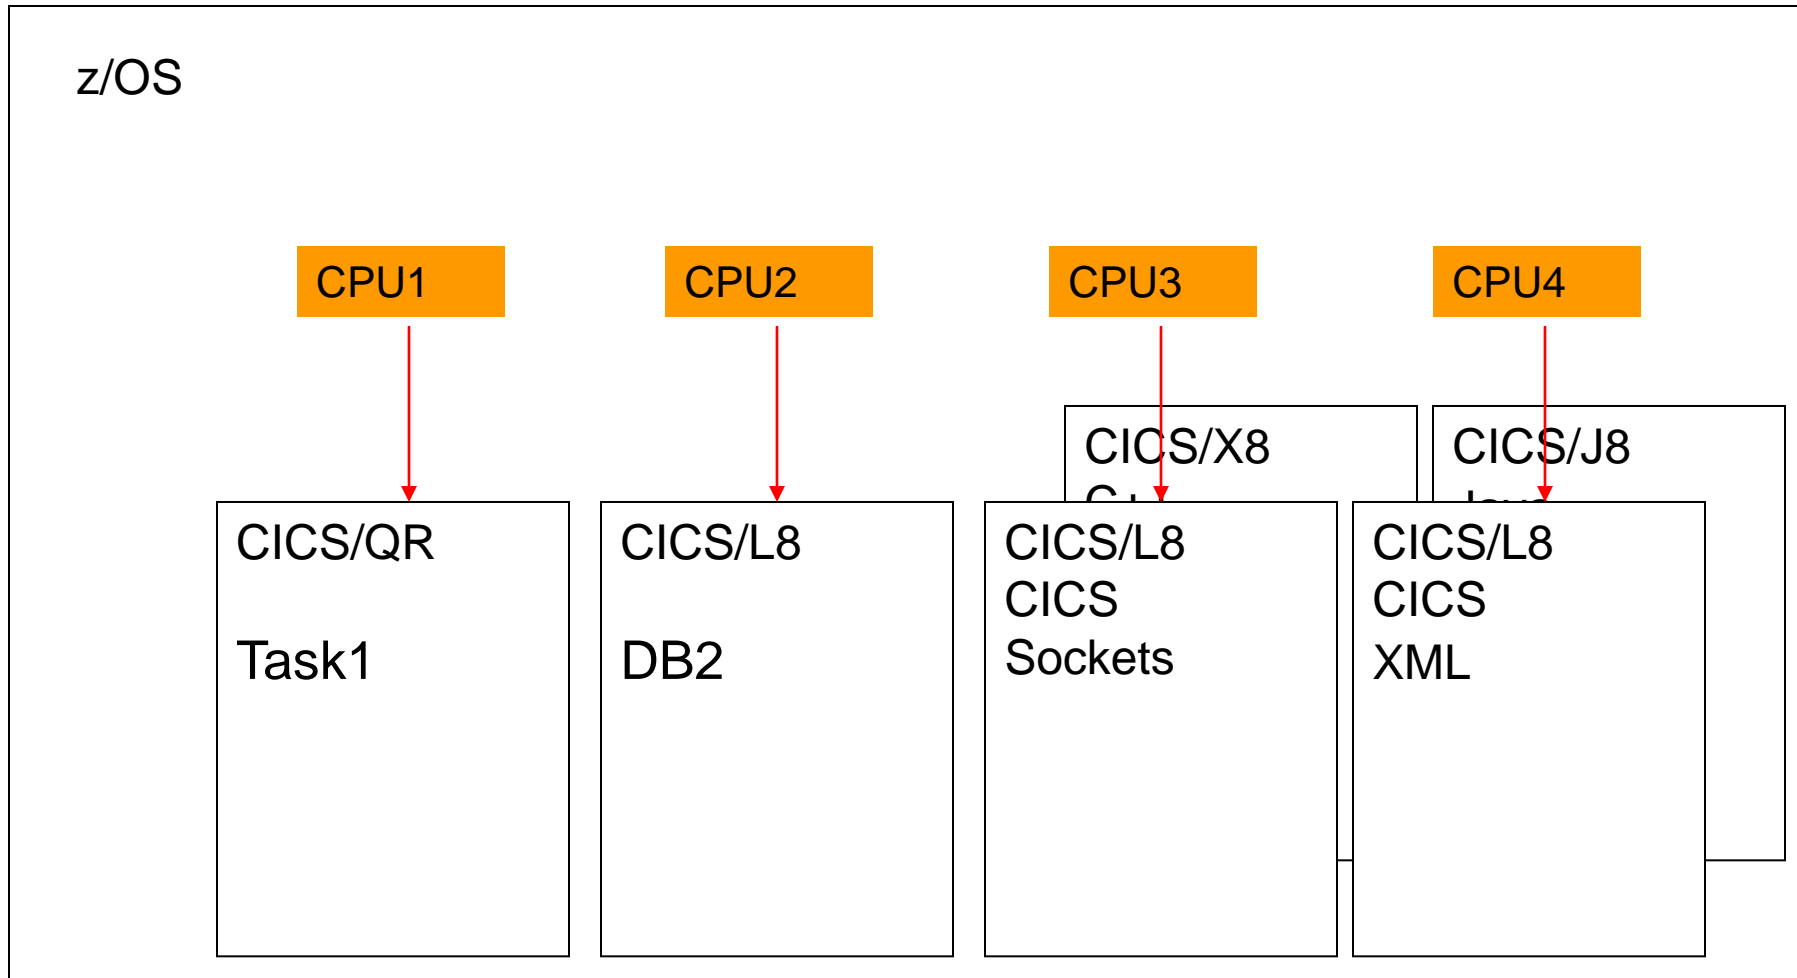 z/OS
CPU1
CPU2
CPU3
CPU4
CICS/X8
CICS/J8
CICS/QR
Task1
CICS/L8
DB2
CICS/L8
CICS
Sockets
CICS/L8
CICS
XML